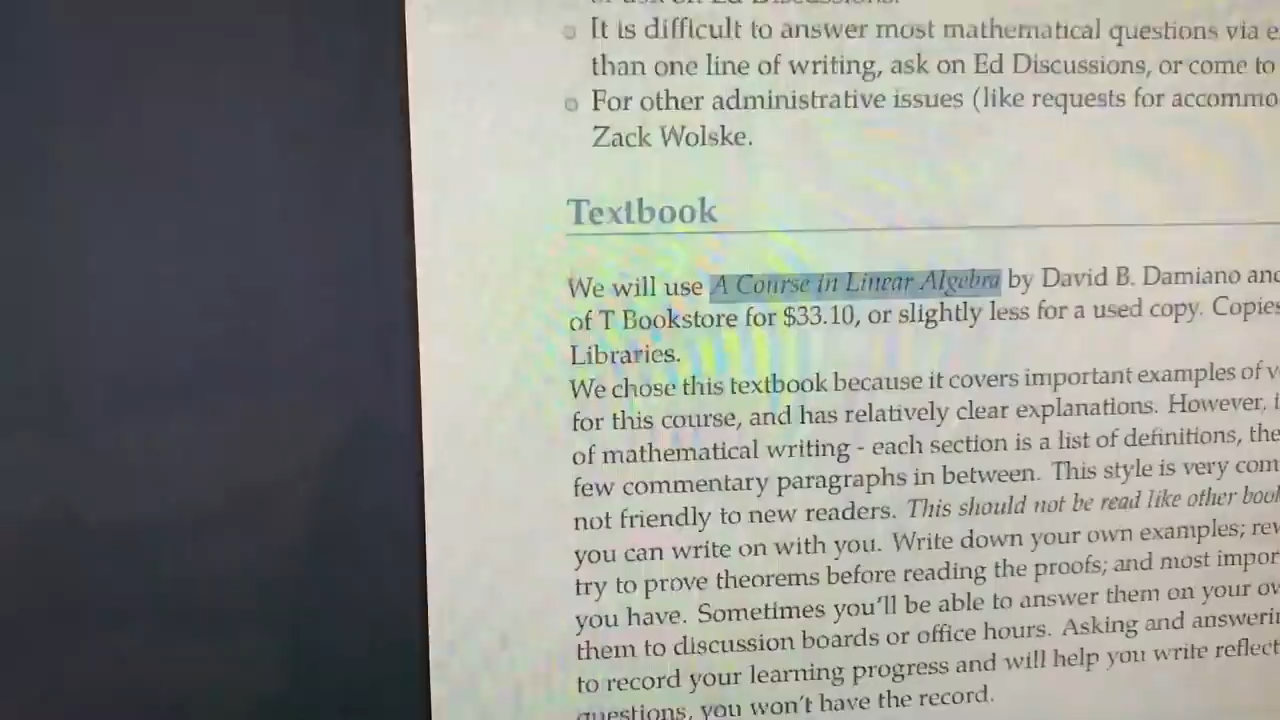 It is difficult to answer most mathematical questions via e
than one line of writing, ask on Ed Discussions, or come to
For other administrative issues (like requests for accommo
Zack Wolske.
Textbook
We will use A Course in Linear Algebra by David B. Damiano and
of T Bookstore for $33.10, or slightly less for a used copy. Copies
Libraries.
We chose this textbook because it covers important examples of v
for this course, and has relatively clear explanations. However, i
of mathematical writing - each section is a list of definitions, the
few commentary paragraphs in between. This style is very com
not friendly to new readers. This should not be read like other book
you can write on with you. Write down your own examples; rev
try to prove theorems before reading the proofs; and most impor
you have. Sometimes you'll be able to answer them on your ow
them to discussion boards or office hours. Asking and answerin
to record your learning progress and will help you write reflect
questions, you won't have the record.